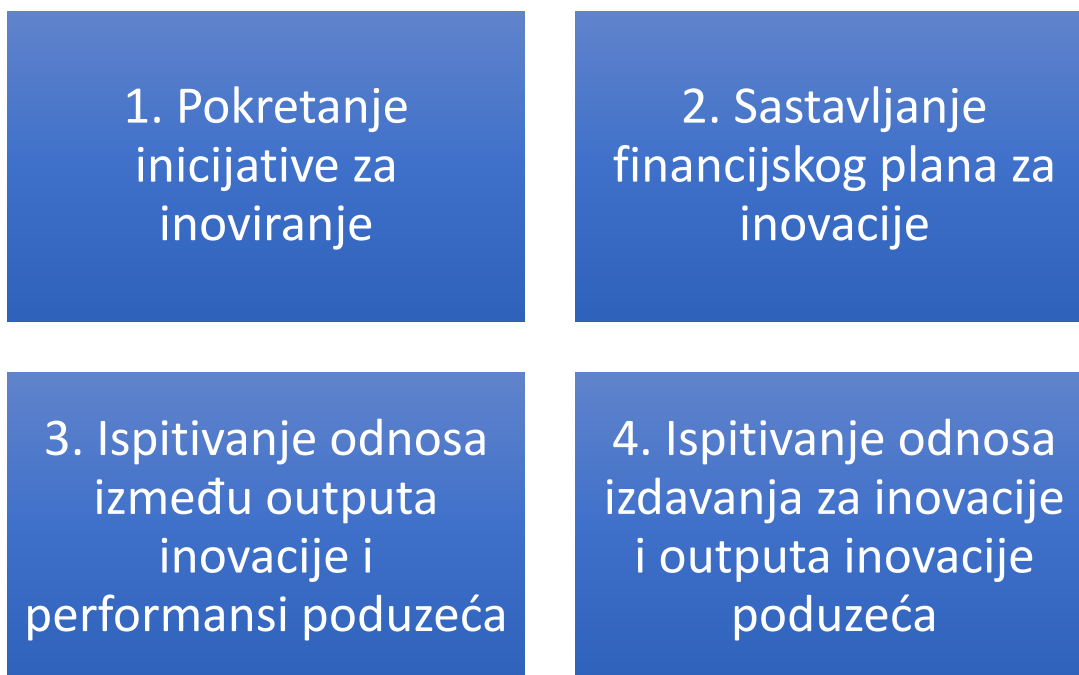 1. Pokretanje
inicijative za
inoviranje
2. Sastavljanje
financijskog plana za
inovacije
3. Ispitivanje odnosa
između outputa
inovacije i
performansi poduzeća
4. Ispitivanje odnosa
izdavanja za inovacije
i outputa inovacije
poduzeća